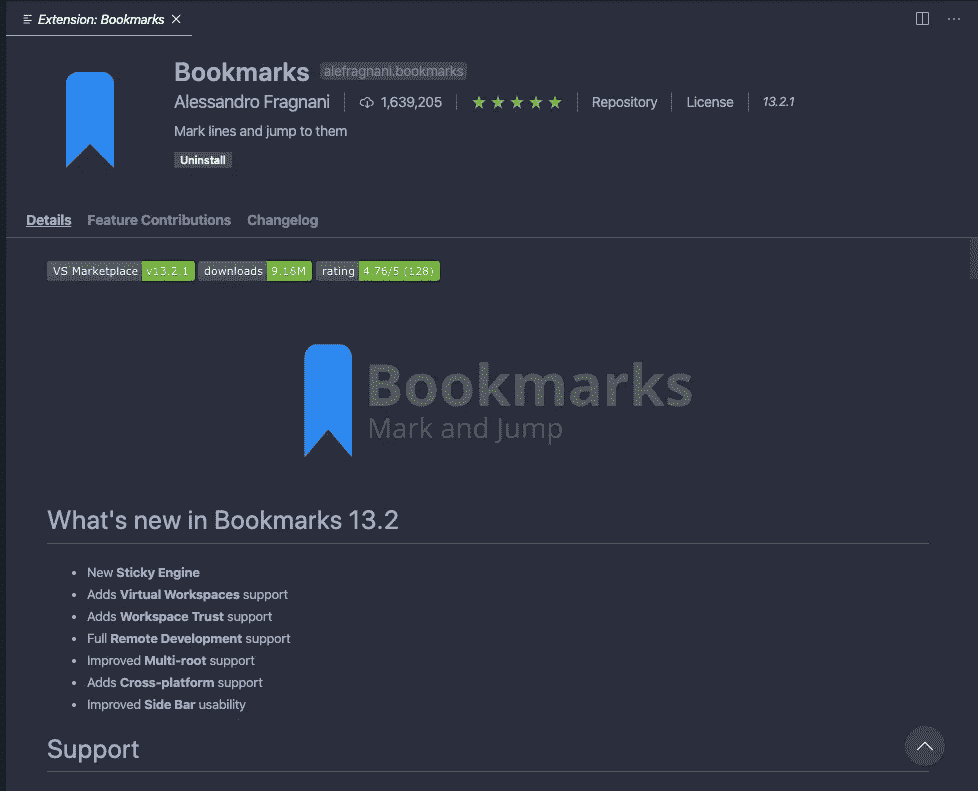 Extension: Bookmarks
Bookmarks alefragnani.bookmarks
Alessandro Fragnani 1,639,205 Repository License 13.2.1
Mark lines and jump to them
Uninstall
Details Feature Contributions Changelog
VS Marketplace v13.2.1 downloads 9.16M rating 4.76/5 (128)
Bookmarks
Mark and Jump
What's new in Bookmarks 13.2
• New Sticky Engine
• Adds Virtual Workspaces support
• Adds Workspace Trust support
• Full Remote Development support
• Improved Multi-root support
• Adds Cross-platform support
• Improved Side Bar usability
Support